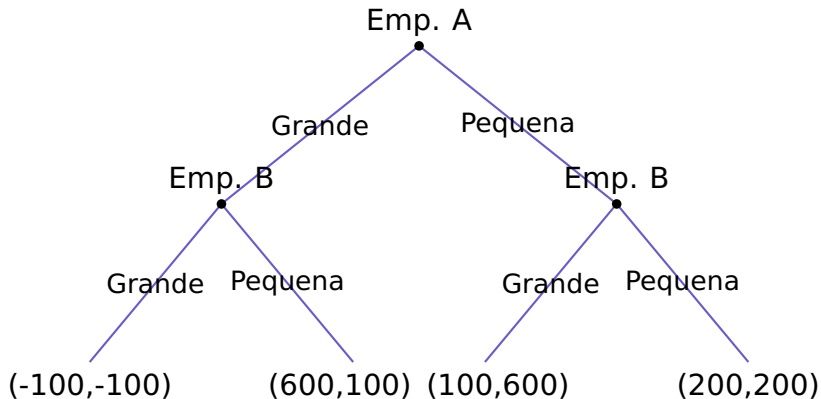 Emp. A
Grande
Pequena
Emp. B
Emp. B
Grande
Pequena
Grande
Pequena
(-100,-100)
(600,100)
(100,600)
(200,200)